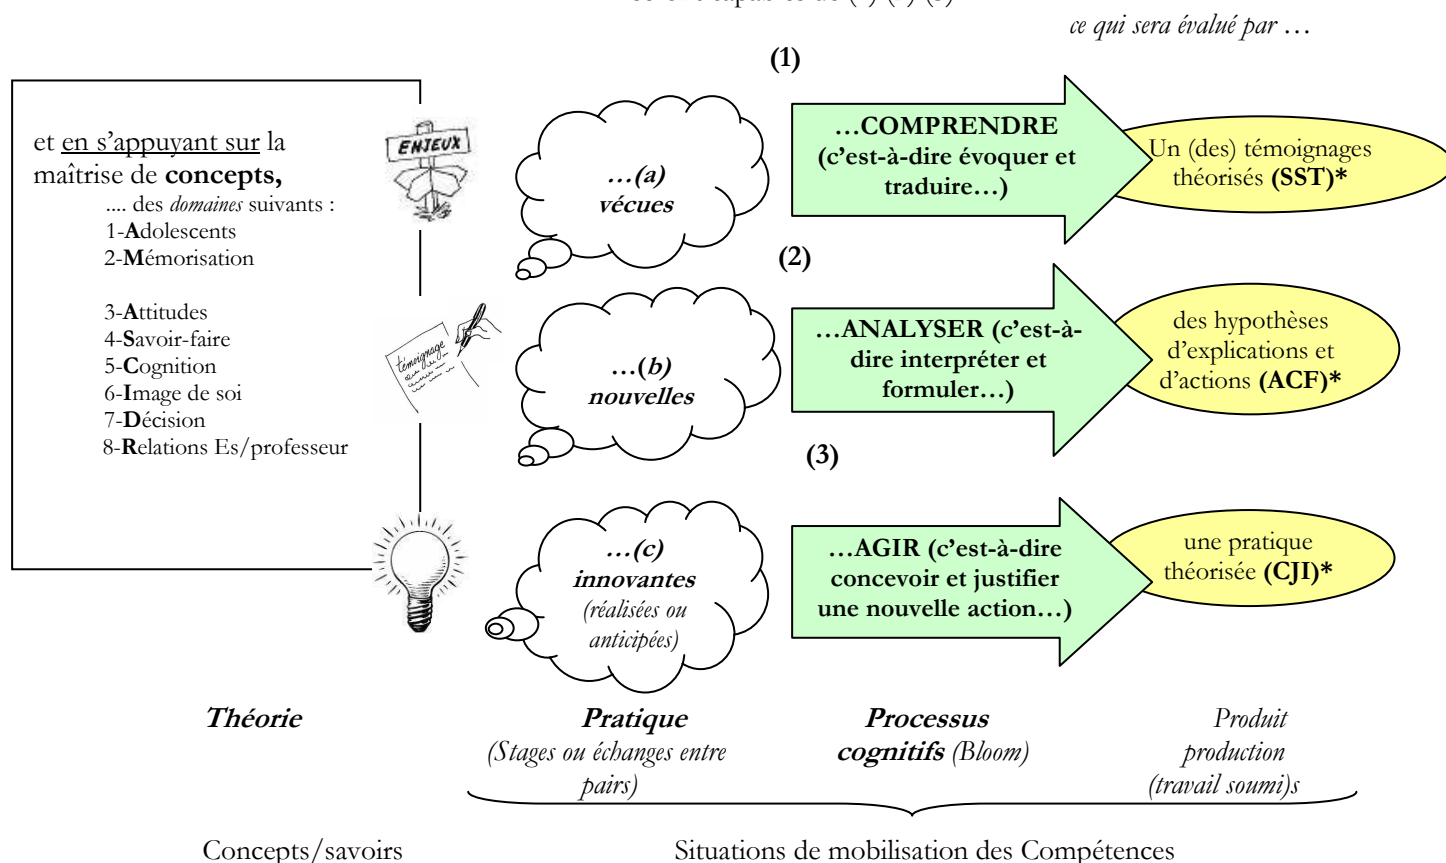 ce qui sera évalué par …
(1)
et en s’appuyant sur la
maîtrise de concepts,
.... des domaines suivants :
1-Adolescents
2-Mémorisation
3-Attitudes
4-Savoir-faire
5-Cognition
6-Image de soi
7-Décision
8-Relations Es/professeur
ENJEUX
témoignage
…(a)
vécues
…COMPRENDRE
(c’est-à-dire évoquer et
traduire…)
Un (des) témoignages
théorisés (SST)*
(2)
…(b)
nouvelles
…ANALYSER (c’est-à-
dire interpréter et
formuler…)
des hypothèses
d’explications et
d’actions (ACF)*
(3)
…(c)
innovantes
(réalisées ou
anticipées)
…AGIR (c’est-à-dire
concevoir et justifier
une nouvelle action…)
une pratique
théorisée (CJI)*
Théorie
Pratique
(Stages ou échanges entre
pairs)
Processus
cognitifs (Bloom)
Produit
production
(travail soumi)s
Concepts/savoirs
Situations de mobilisation des Compétences